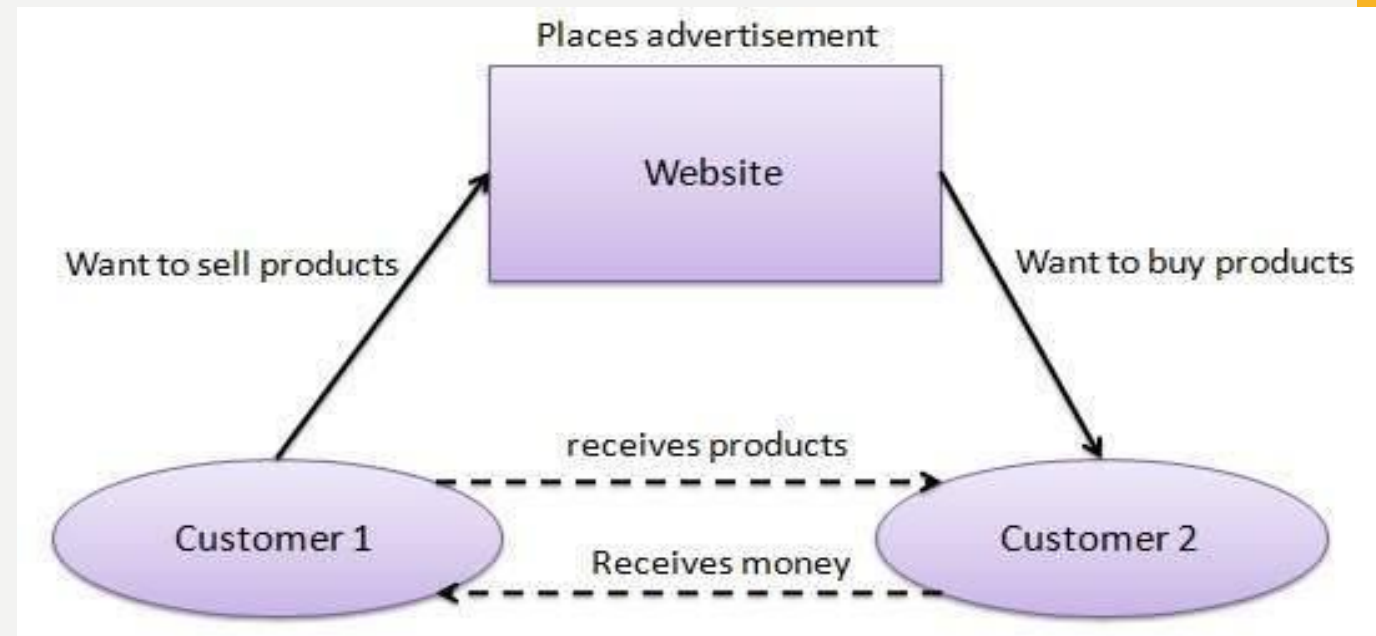 Places advertisement
Website
Want to sell products
Want to buy products
receives products
Customer 1
Customer 2
Receives money